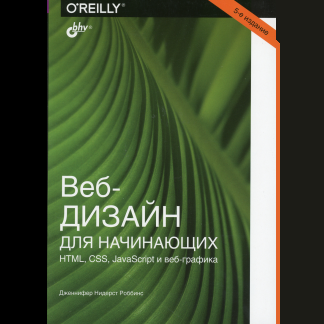 O'REILLY®
bhv®
5-е издание
Веб-
ДИЗАЙН
ДЛЯ НАЧИНАЮЩИХ
HTML, CSS, JavaScript и веб-графика
Дженнифер Нидерст Роббинс